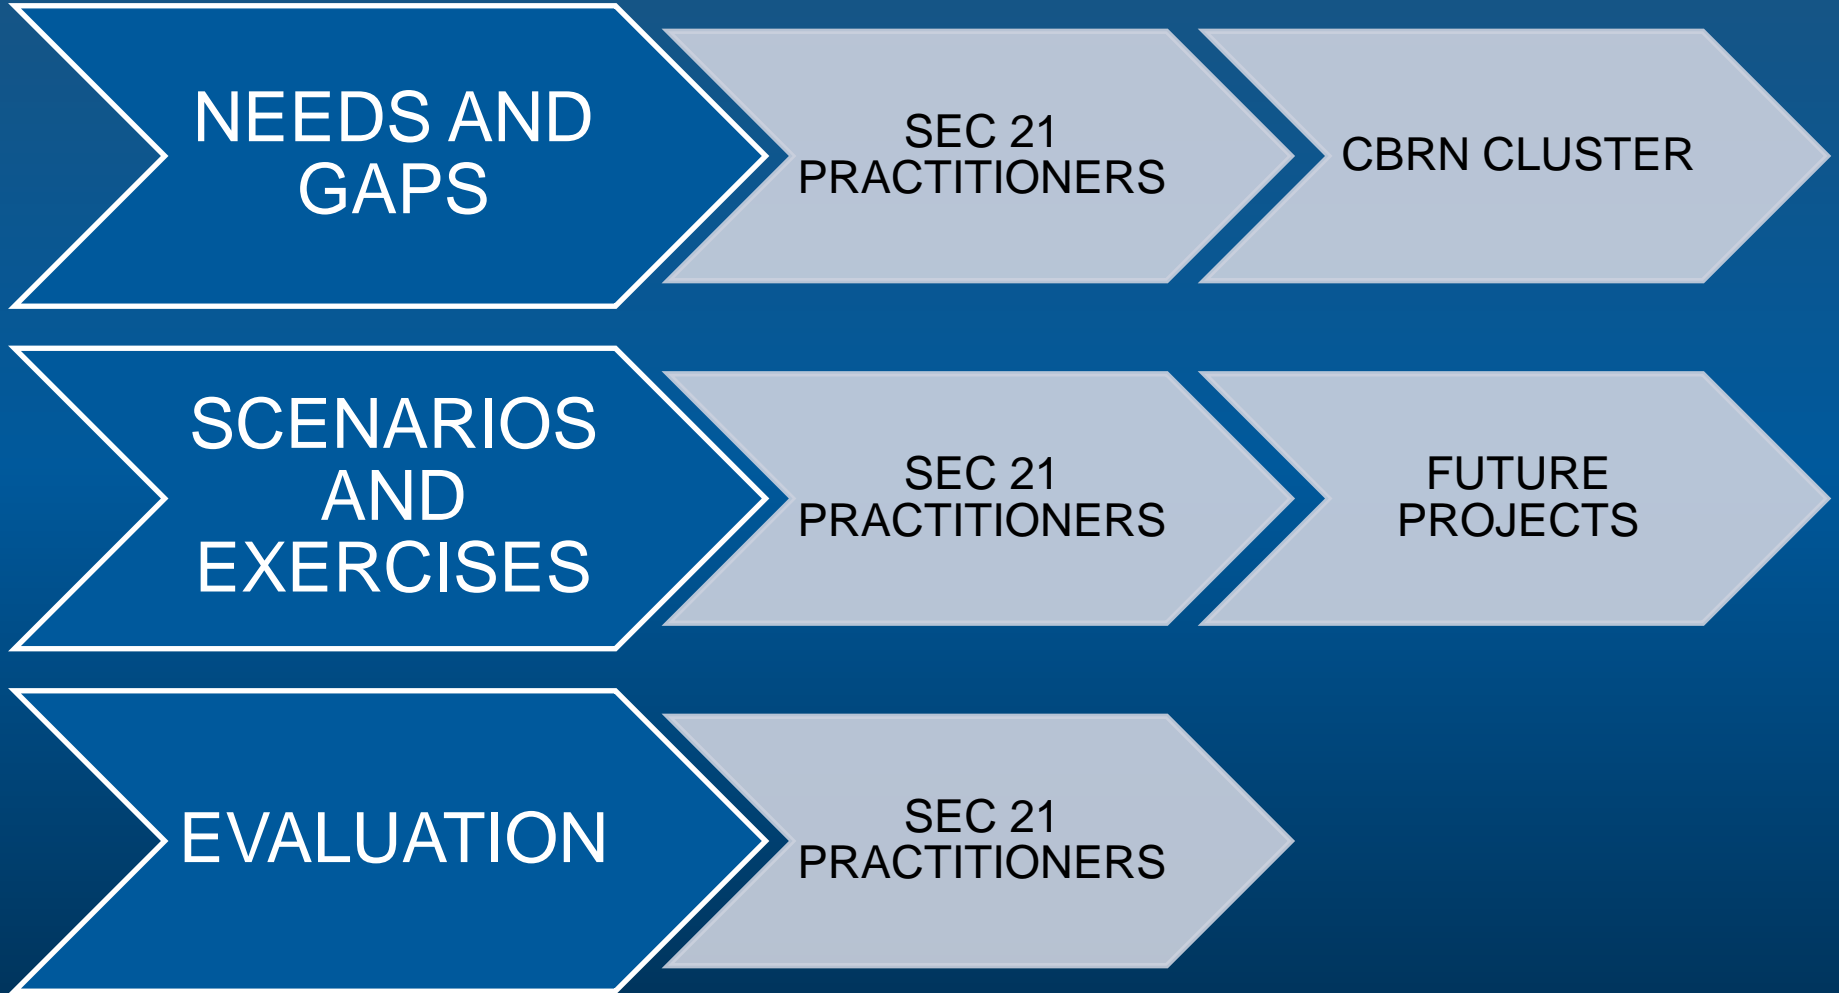 NEEDS AND
GAPS
SEC 21
PRACTITIONERS
CBRN CLUSTER
SCENARIOS
AND
EXERCISES
SEC 21
PRACTITIONERS
FUTURE
PROJECTS
EVALUATION
SEC 21
PRACTITIONERS